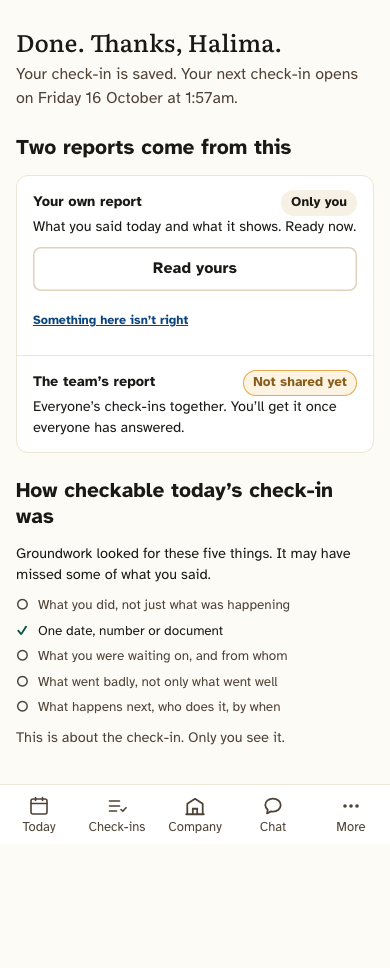 Done. Thanks, Halima.
Your check-in is saved. Your next check-in opens
on Friday 16 October at 1:57am.
Two reports come from this
Your own report
Only you
What you said today and what it shows. Ready now.
Read yours
Something here isn't right
The team's report
Not shared yet
Everyone's check-ins together. You'll get it once
everyone has answered.
How checkable today's check-in
was
Groundwork looked for these five things. It may have
missed some of what you said.
What you did, not just what was happening
One date, number or document
What you were waiting on, and from whom
What went badly, not only what went well
What happens next, who does it, by when
This is about the check-in. Only you see it.
Today
Check-ins
Company
Chat
More